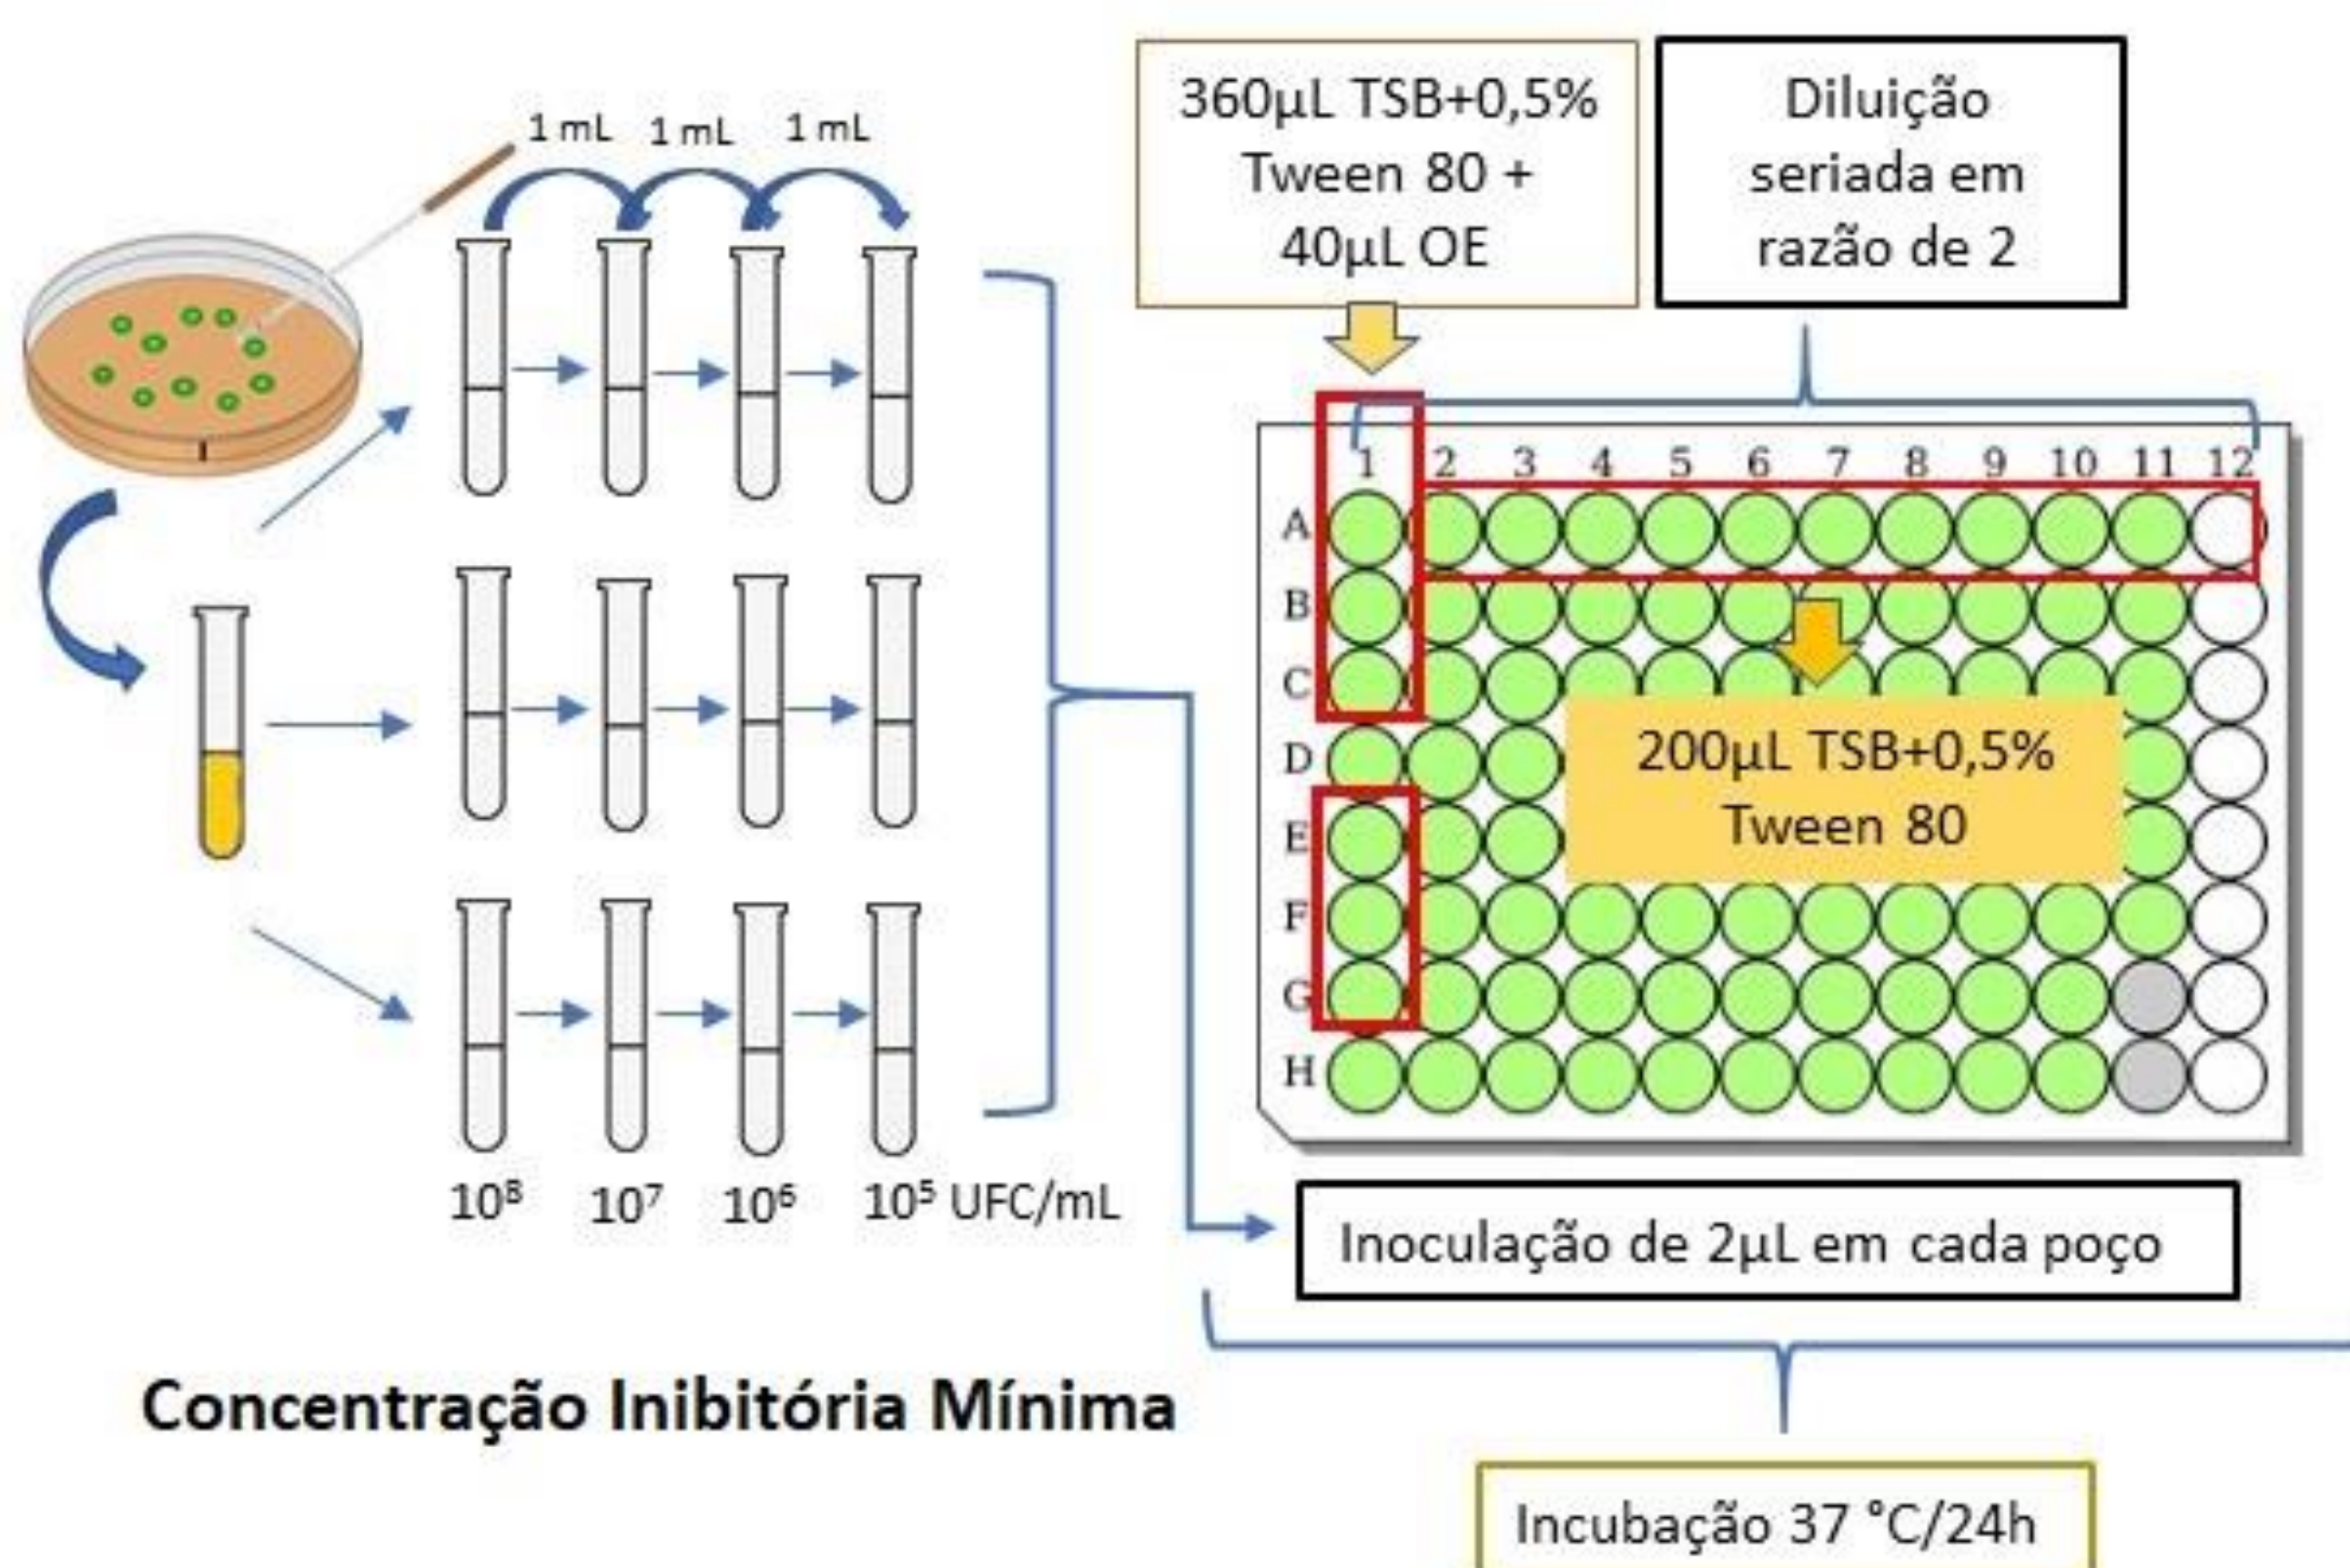 1 mL 1 mL 1 mL
10⁸ 10⁷ 10⁶ 10⁵ UFC/mL
360µL TSB+0,5%
Tween 80 +
40µL OE
Diluição
seriada em
razão de 2
1 2 3 4 5 6 7 8 9 10 11 12
A
B
C
D
E
F
G
H
200µL TSB+0,5%
Tween 80
Inoculação de 2µL em cada poço
Concentração Inibitória Mínima
Incubação 37 °C/24h